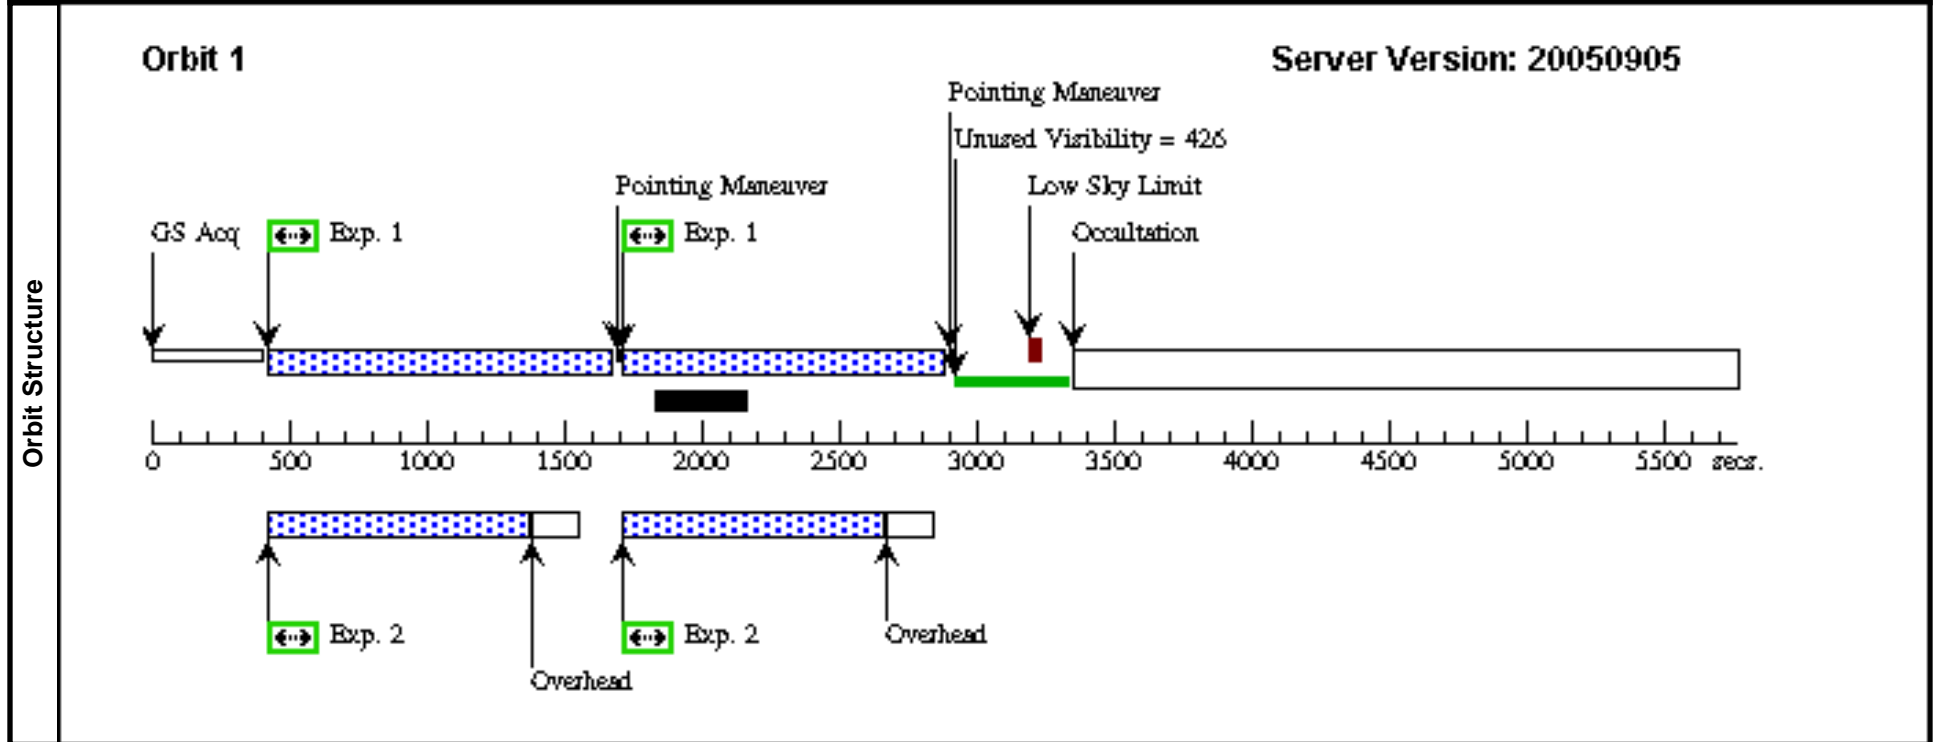 Orbit Structure
Orbit 1
Server Version: 20050905
Pointing Maneuver
Unused Visibility = 426
Pointing Maneuver
Low Sky Limit
GS Acq
Exp. 1
Exp. 1
Occultation
0 500 1000 1500 2000 2500 3000 3500 4000 4500 5000 5500 secs.
Exp. 2
Exp. 2
Overhead
Overhead